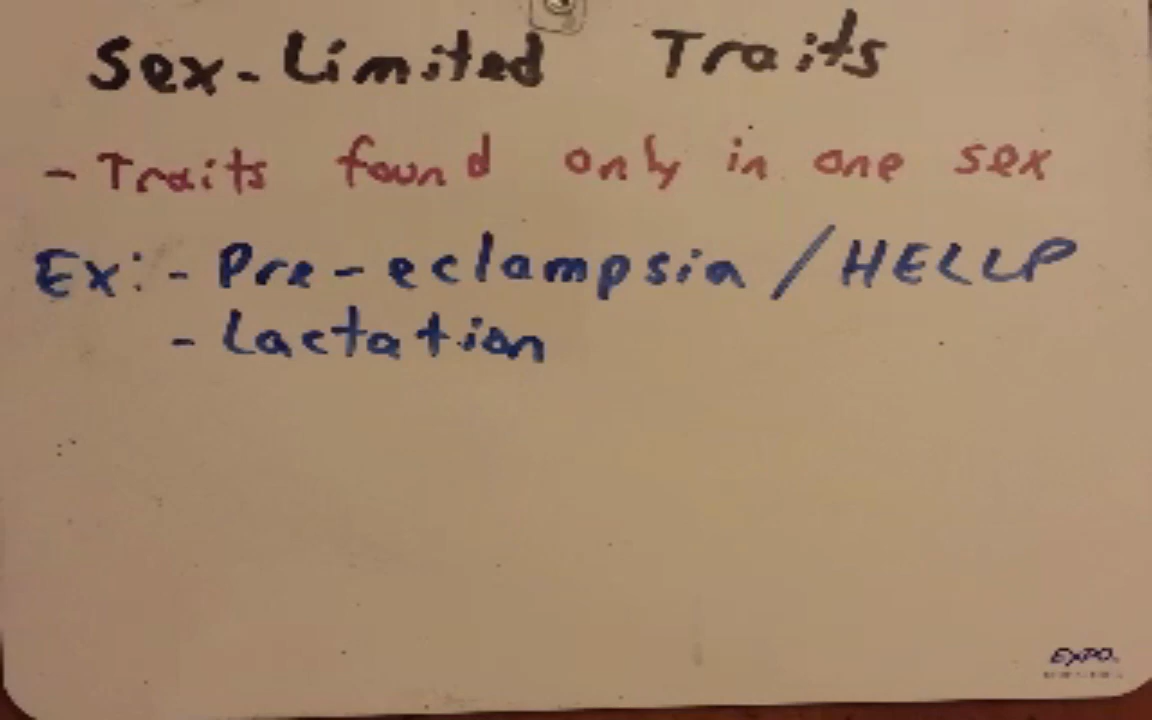 Sex-Limited Traits
- Traits found only in one sex
Ex: - Pre-eclampsia / HELLP
- Lactation
EXPO